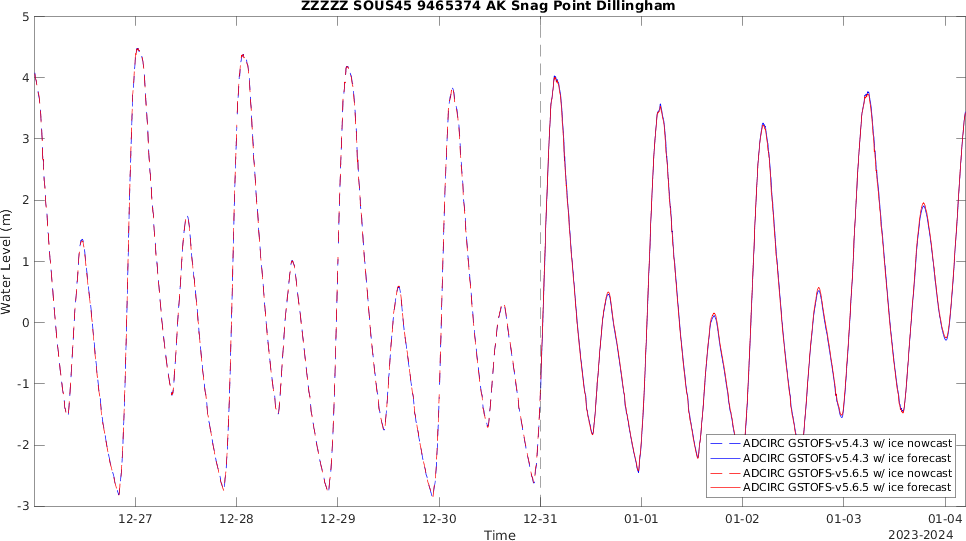 ZZZZZ SOUS45 9465374 AK Snag Point Dillingham
5
4
3
2
1
0
-1
-2
-3
Water Level (m)
12-27 12-28 12-29 12-30 12-31 01-01 01-02 01-03 01-04
Time
2023-2024
ADCIRC GSTOFS-v5.4.3 w/ ice nowcast
ADCIRC GSTOFS-v5.4.3 w/ ice forecast
ADCIRC GSTOFS-v5.6.5 w/ ice nowcast
ADCIRC GSTOFS-v5.6.5 w/ ice forecast